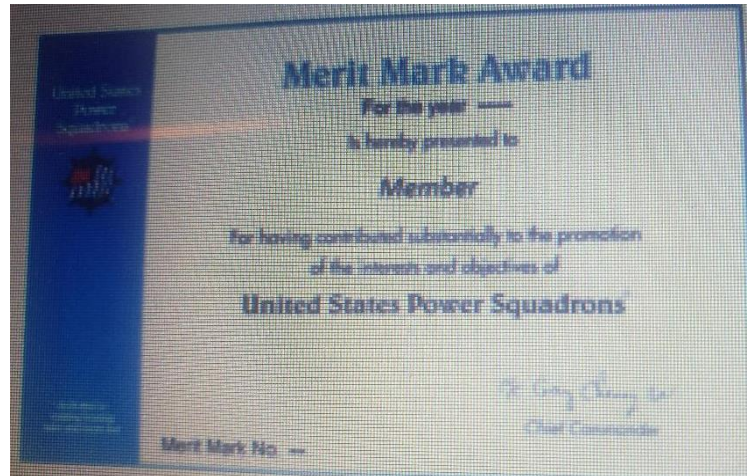 United States
Power
Squadrons
Merit Mark Award
For the year
is hereby presented to
Member
For having contributed substantially to the promotion
of the interests and objectives of
United States Power Squadrons
Chief Commander
Merit Mark No.